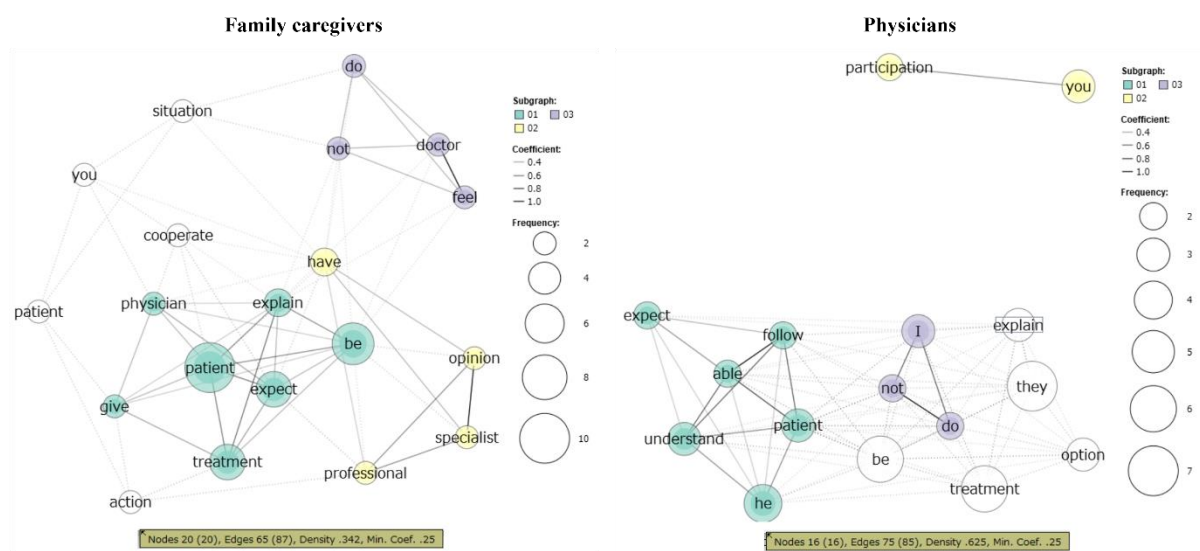 Family caregivers
do
situation
not
doctor
you
feel
cooperate
have
physician
explain
patient
be
patient
opinion
expect
give
specialist
treatment
professional
action
Subgraph:
01 03
02
Coefficient:
0.4
0.6
0.8
1.0
Frequency:
2
4
6
8
10
Nodes 20 (20), Edges 65 (87), Density .342, Min. Coef. .25
Physicians
participation
you
expect
follow
I
explain
able
not
they
understand
patient
do
be
option
he
treatment
Subgraph:
01 03
02
Coefficient:
0.4
0.6
0.8
1.0
Frequency:
2
3
4
5
6
7
Nodes 16 (16), Edges 75 (85), Density .625, Min. Coef. .25